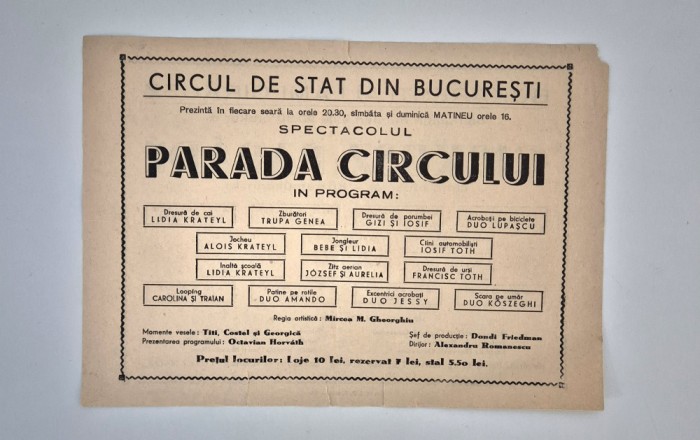 CIRCUL DE STAT DIN BUCUREȘTI
Prezintă în fiecare seară la orele 20.30, sîmbăta și duminică MATINEU orele 16.
SPECTACOLUL
PARADA CIRCULUI
IN PROGRAM:
Dresură de cai
LIDIA KRATEYL
Zburători
TRUPA GENEA
Dresură de porumbei
GIZI ȘI IOSIF
Acrobați pe biciclete
DUO LUPAȘCU
Jocheu
ALOIS KRATEYL
Jongleur
BEBE ȘI LIDIA
Cîini automobiliști
IOSIF TOTH
Inaltă școală
LIDIA KRATEYL
Zitz aerian
JÓZSEF ȘI AURELIA
Dresură de urși
FRANCISC TOTH
Looping
CAROLINA ȘI TRAIAN
Patine pe rotile
DUO AMANDO
Excentrici acrobați
DUO JESSY
Scara pe umăr
DUO KÖSZEGHI
Regia artistică: Mircea M. Gheorghiu
Momente vesele: Titi, Costel și Georgică
Prezentarea programului: Octavian Horváth
Șef de producție: Dondi Friedman
Dirijor: Alexandru Romanescu
Prețul locurilor: Loje 10 lei, rezervat 7 lei, stal 5.50 lei.